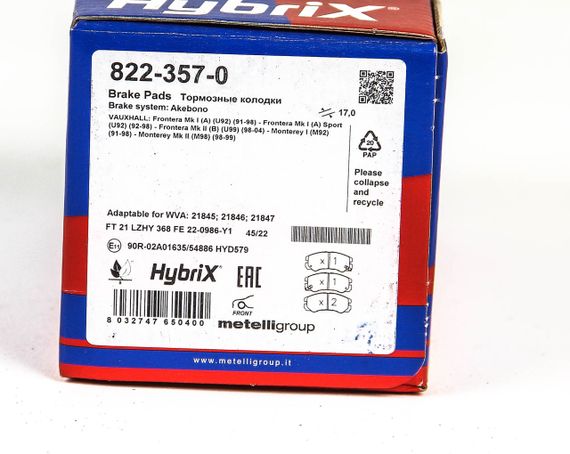 HybriX®
822-357-0
Brake Pads Тормозные колодки
Brake system: Akebono
17,0
VAUXHALL: Frontera Mk I (A) (U92) (91-98) - Frontera Mk I (A) Sport
(U92) (92-98) - Frontera Mk II (B) (U99) (98-04) - Monterey I (M92)
(91-98) - Monterey Mk II (M98) (98-99)
20
PAP
Please
collapse
and
recycle
Adaptable for WVA: 21845; 21846; 21847
FT 21 LZHY 368 FE 22-0986-Y1 45/22
E11 90R-02A01635/54886 HYD579
x 1
x 1
x 2
HybriX EAC
FRONT
8 032747 650400
metelligroup
www.metelligroup.it